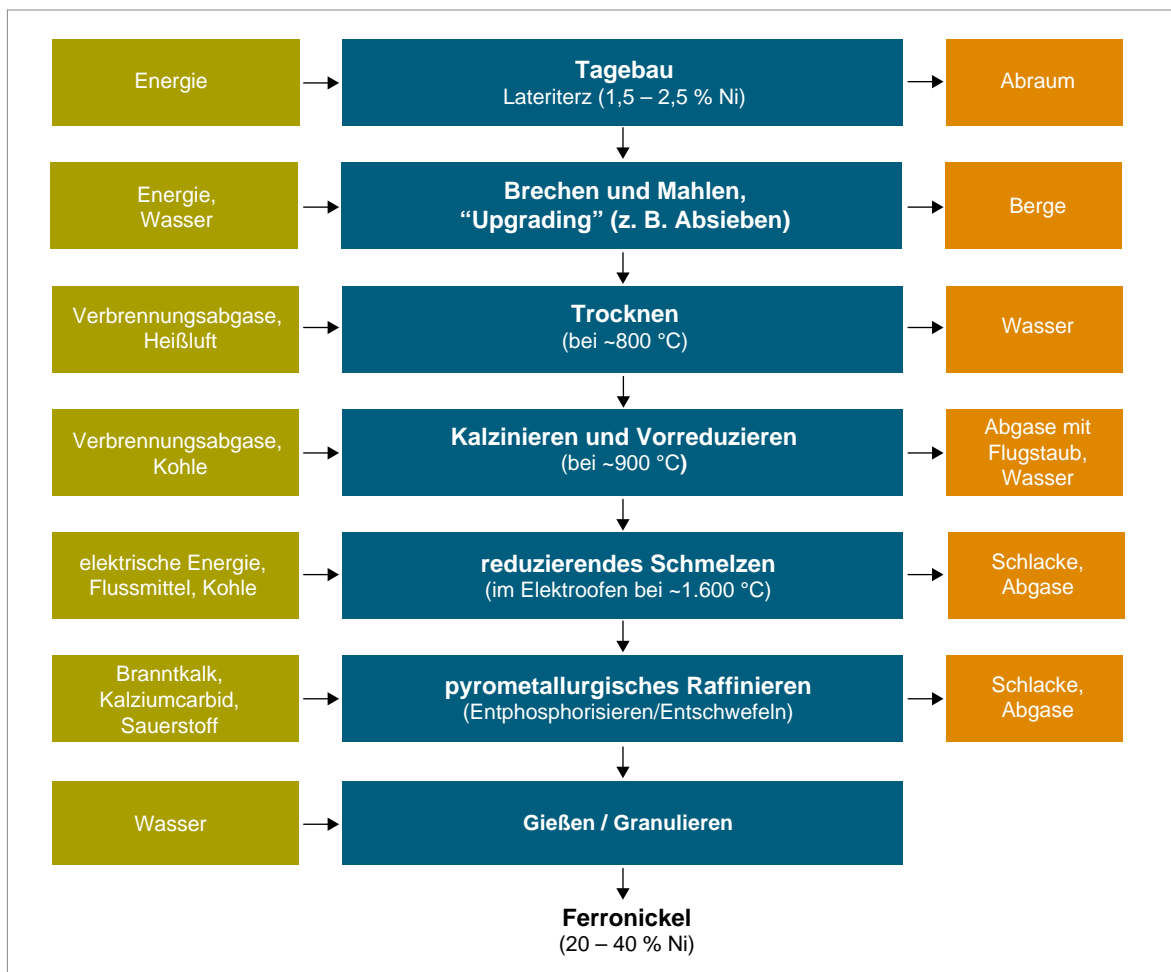 Energie
Tagebau
Lateriterz (1,5 – 2,5 % Ni)
Abraum
Energie,
Wasser
Brechen und Mahlen,
“Upgrading” (z. B. Absieben)
Berge
Verbrennungsabgase,
Heißluft
Trocknen
(bei ~800 °C)
Wasser
Verbrennungsabgase,
Kohle
Kalzinieren und Vorreduzieren
(bei ~900 °C)
Abgase mit
Flugstaub,
Wasser
elektrische Energie,
Flussmittel, Kohle
reduzierendes Schmelzen
(im Elektroofen bei ~1.600 °C)
Schlacke,
Abgase
Branntkalk,
Kalziumcarbid,
Sauerstoff
pyrometallurgisches Raffinieren
(Entphosphorisieren/Entschwefeln)
Schlacke,
Abgase
Wasser
Gießen / Granulieren
Ferronickel
(20 – 40 % Ni)